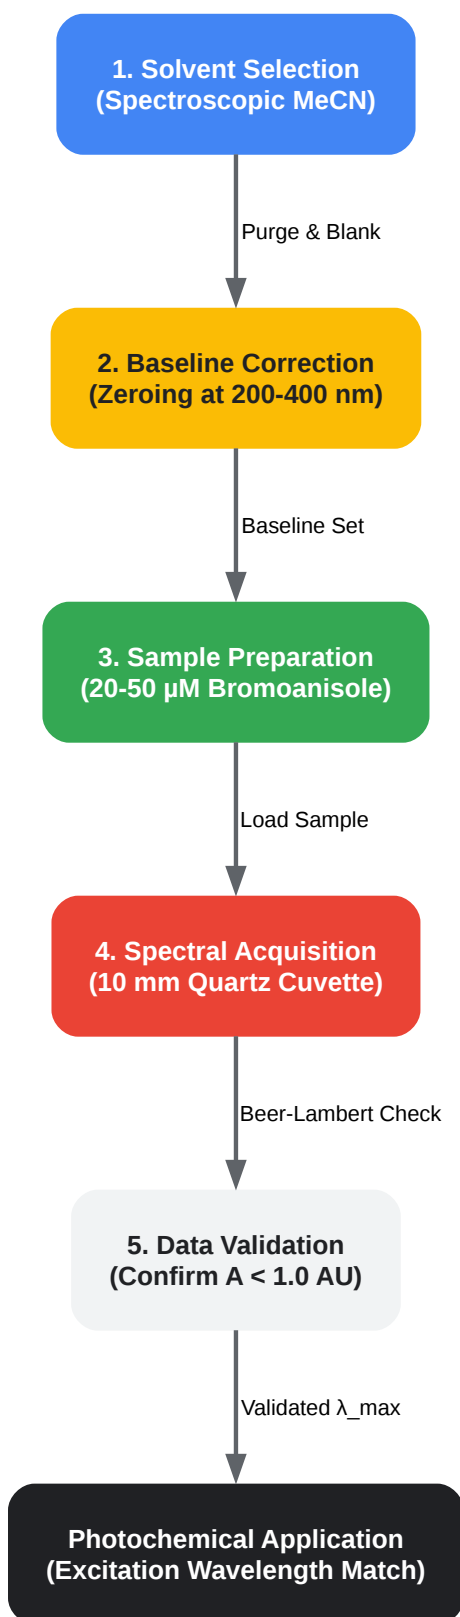 1. Solvent Selection
(Spectroscopic MeCN)
Purge & Blank
2. Baseline Correction
(Zeroing at 200-400 nm)
Baseline Set
3. Sample Preparation
(20-50 µM Bromoanisole)
Load Sample
4. Spectral Acquisition
(10 mm Quartz Cuvette)
Beer-Lambert Check
5. Data Validation
(Confirm A < 1.0 AU)
Validated λ_max
Photochemical Application
(Excitation Wavelength Match)